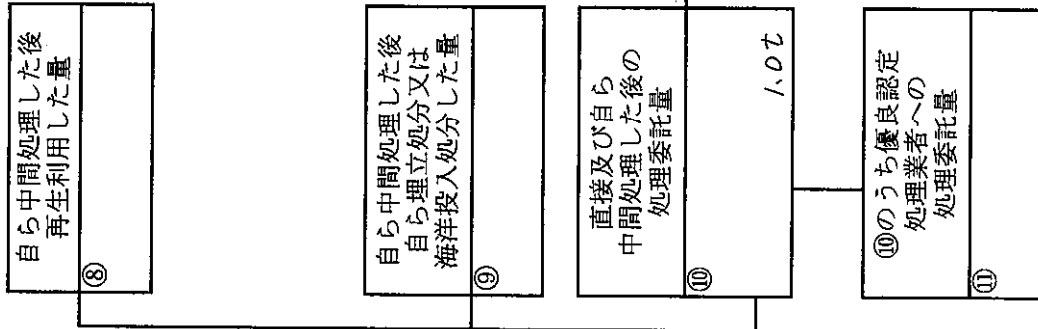 自ら中間処理した後
再生利用した量
⑧
自ら中間処理した後
自ら埋立処分又は
海洋投入処分した量
⑨
直接及び自ら
中間処理した後の
処理委託量
⑩
1.0t
⑩のうち優良認定
処理業者への
処理委託量
⑪